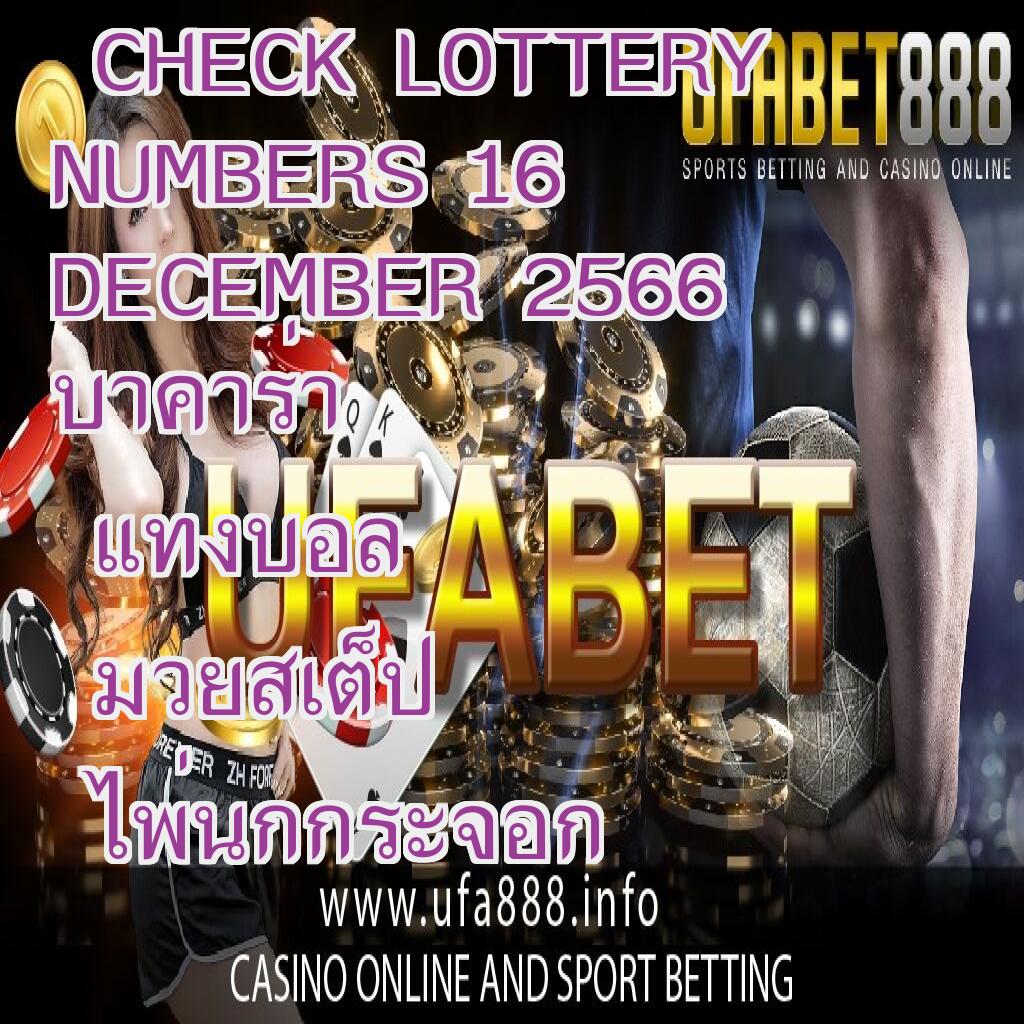 CHECK LOTTERY
NUMBERS 16
DECEMBER 2566
บาคาร่า
แทงบอล
มวยสเต็ป
ไพ่นกกระจอก
UFABET888
SPORTS BETTING AND CASINO ONLINE
Q K
UFABET
ZH FOR
www.ufa888.info
CASINO ONLINE AND SPORT BETTING